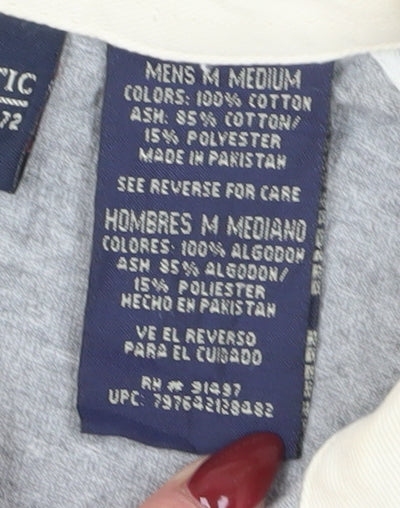 TIC
72
MENS M MEDIUM
COLORS: 100% COTTON
ASH: 85% COTTON/
15% POLYESTER
MADE IN PAKISTAN
SEE REVERSE FOR CARE
HOMBRES M MEDIANO
COLORES: 100% ALGODON
ASH 85% ALGODON/
15% POLIESTER
HECHO EN PAKISTAN
VE EL REVERSO
PARA EL CUIDADO
RN # 91497
UPC: 797642128482